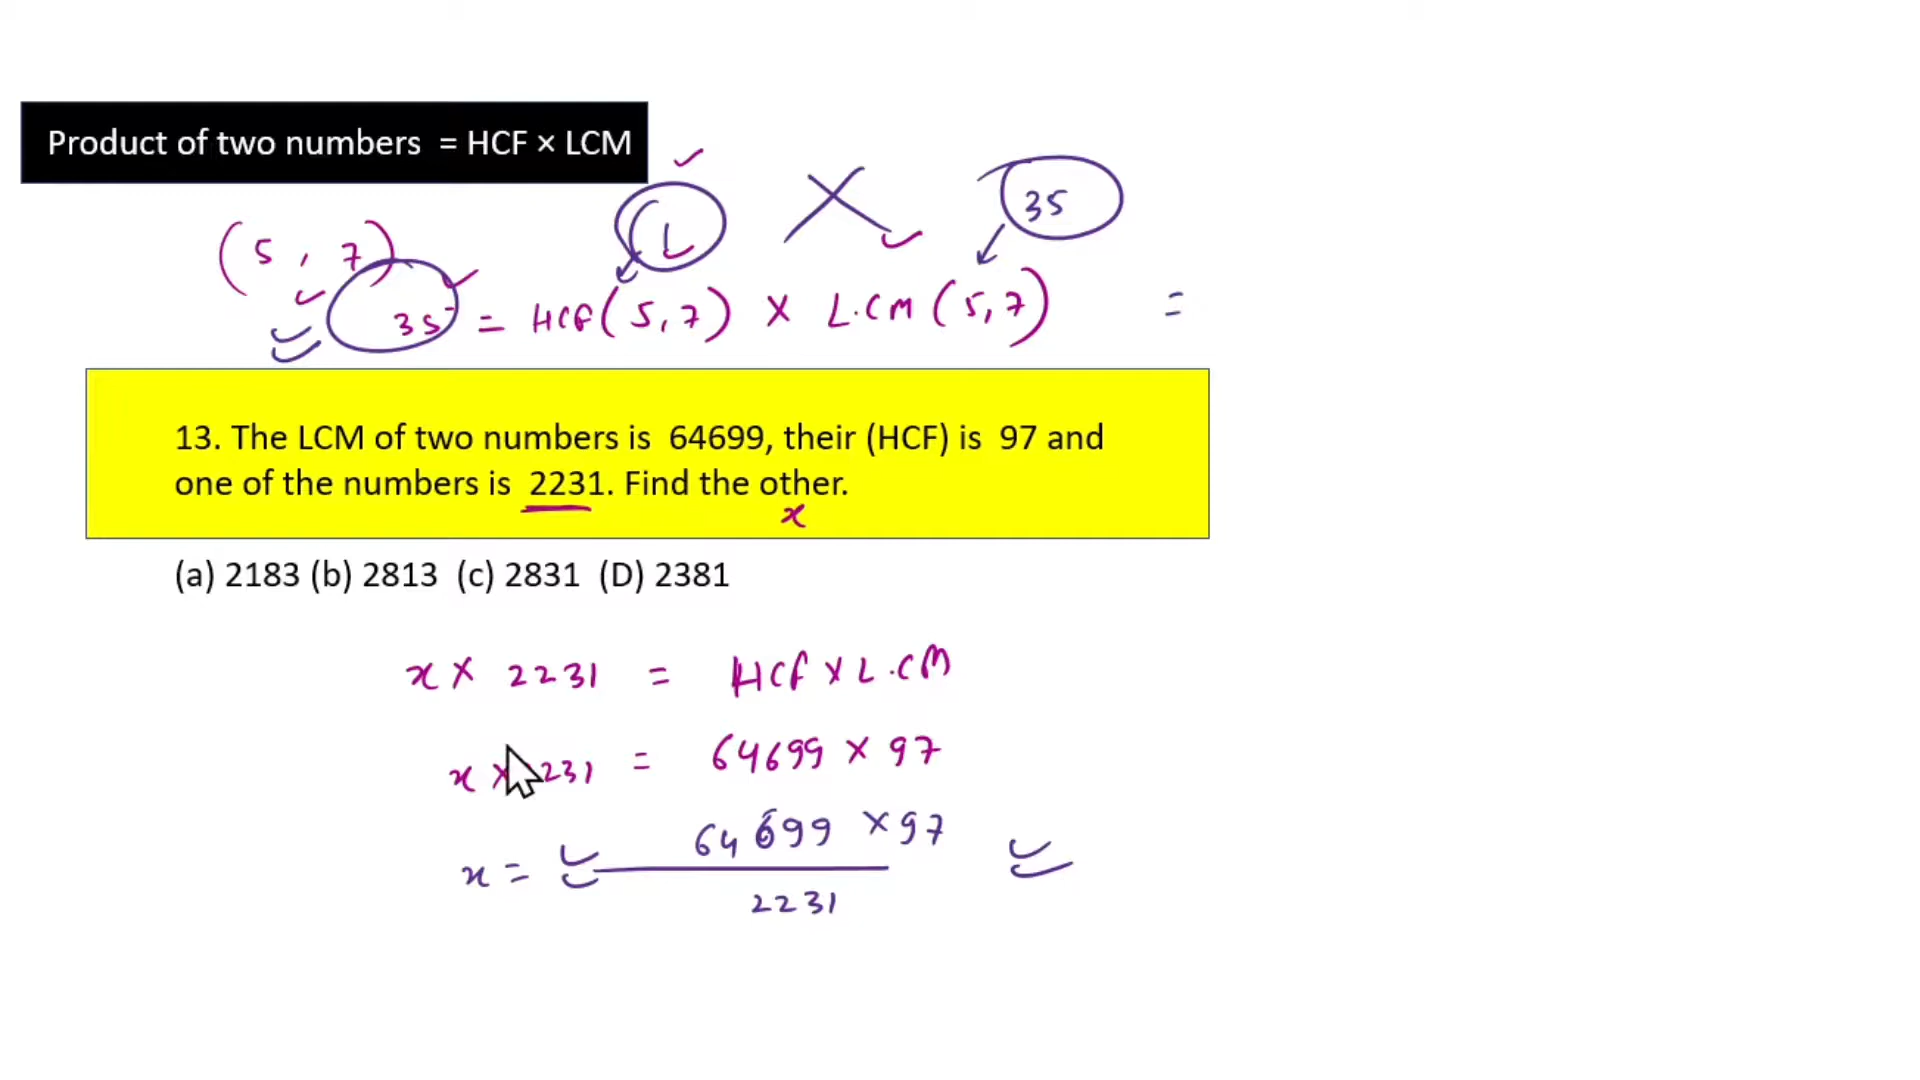 Product of two numbers = HCF × LCM
1 × 35
(5, 7)
35 = HCF(5,7) × L.CM(5,7) =
13. The LCM of two numbers is 64699, their (HCF) is 97 and
one of the numbers is 2231. Find the other.
x
(a) 2183 (b) 2813 (c) 2831 (D) 2381
x × 2231 = HCF × L.CM
x × 231 = 64699 × 97
x = 64699 × 97
2231